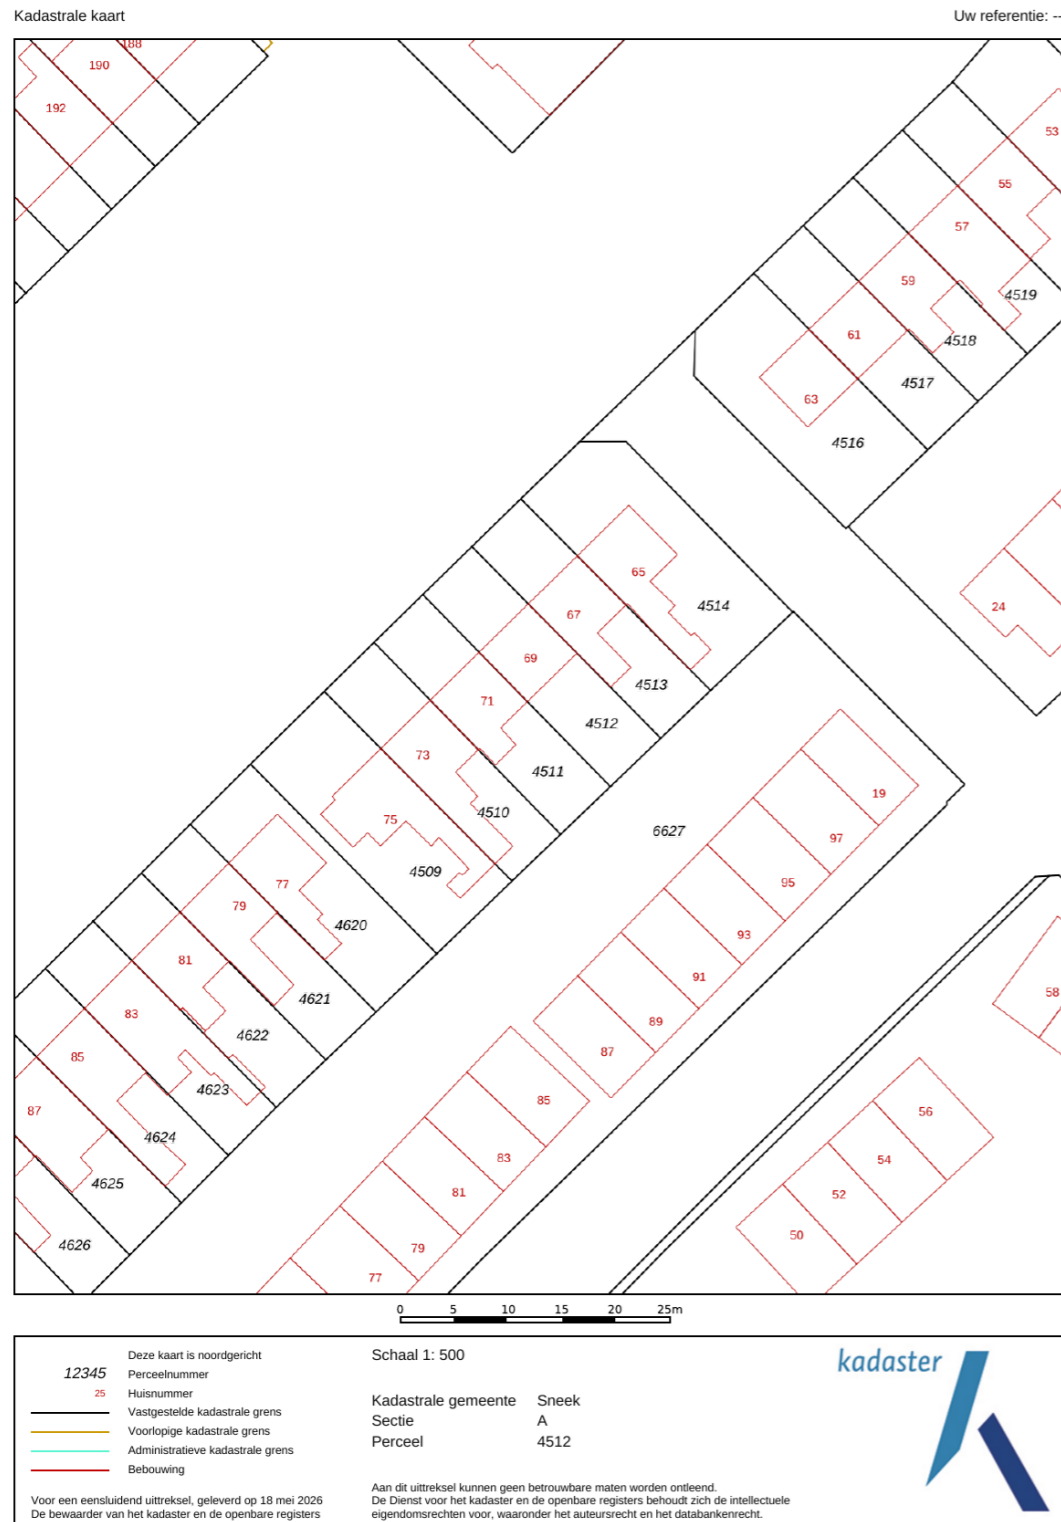 Kadastrale kaart
Uw referentie: --
188
190
192
53
55
57
59
4519
61
4518
4517
63
4516
65
24
4514
67
69
4513
71
4512
73
4511
4510
75
19
6627
97
4509
77
95
79
4620
93
81
91
58
4621
83
89
4622
85
87
4623
85
56
87
4624
83
54
4625
81
52
50
4626
79
77
0 5 10 15 20 25m
Deze kaart is noordgericht
12345 Perceelnummer
25 Huisnummer
Vastgestelde kadastrale grens
Voorlopige kadastrale grens
Administratieve kadastrale grens
Bebouwing
Voor een eensluidend uittreksel, geleverd op 18 mei 2026
De bewaarder van het kadaster en de openbare registers
Schaal 1: 500
Kadastrale gemeente Sneek
Sectie A
Perceel 4512
Aan dit uittreksel kunnen geen betrouwbare maten worden ontleend.
De Dienst voor het kadaster en de openbare registers behoudt zich de intellectuele
eigendomsrechten voor, waaronder het auteursrecht en het databankenrecht.
kadaster